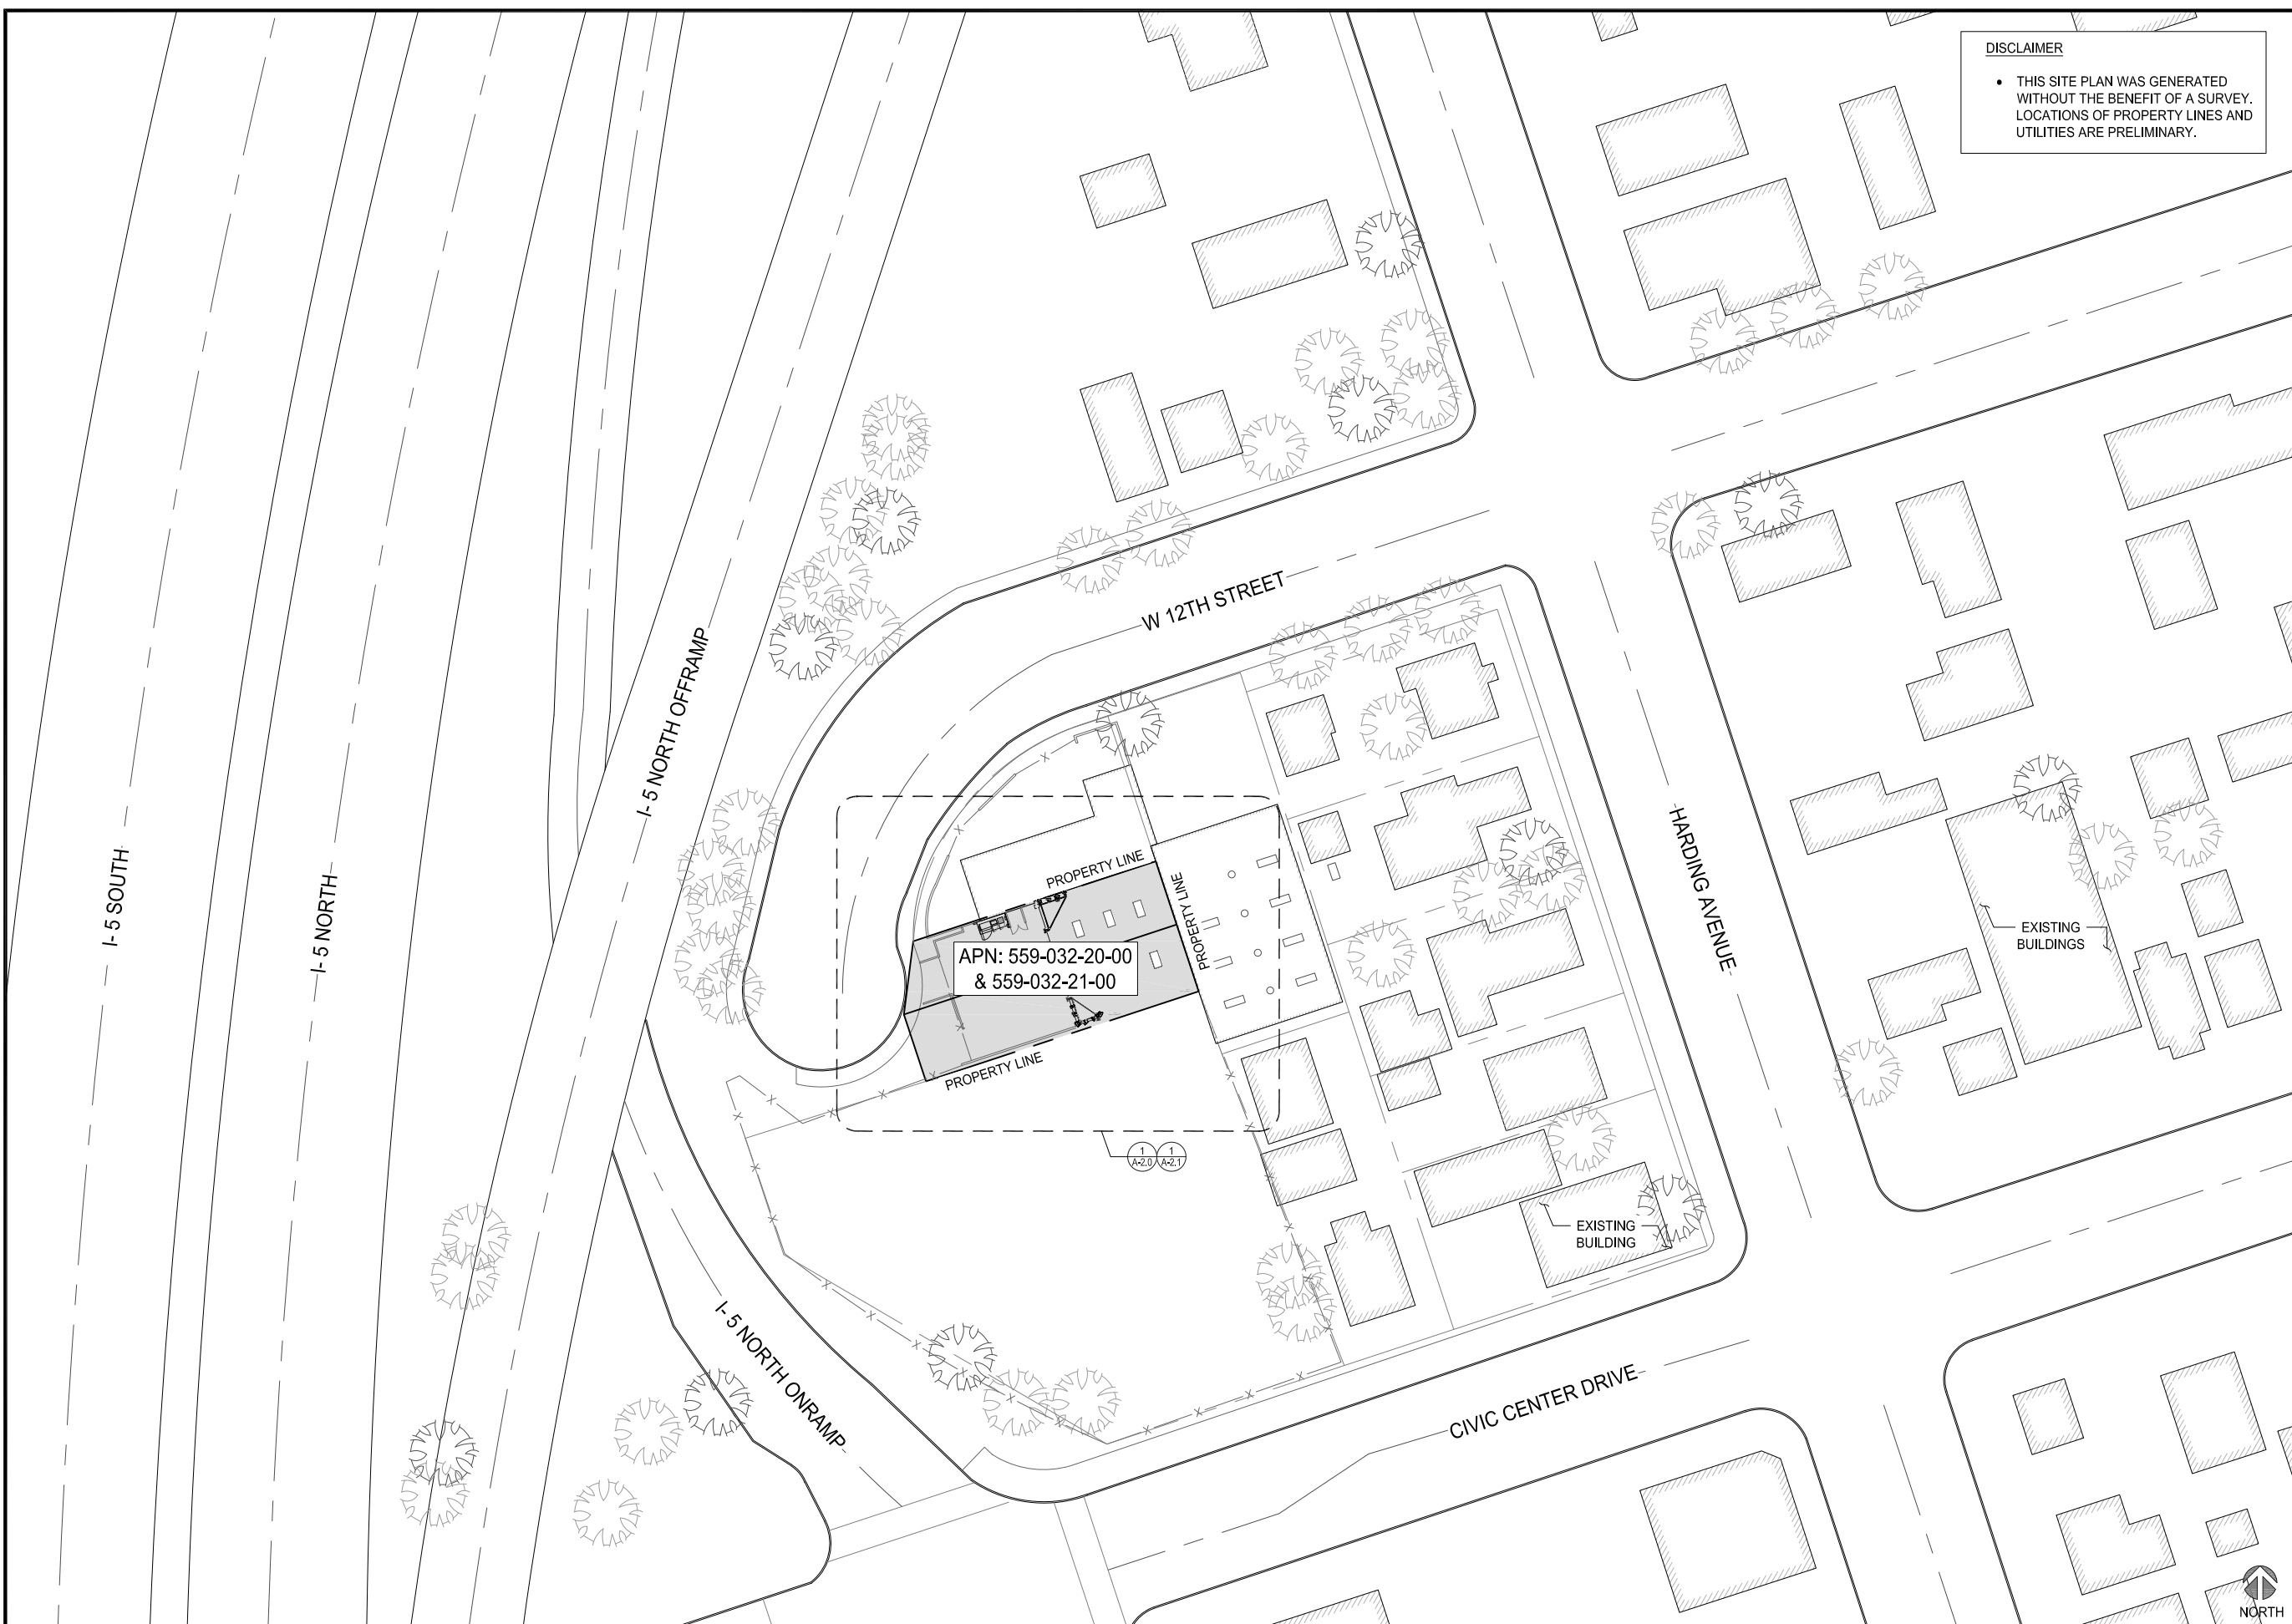 DISCLAIMER
• THIS SITE PLAN WAS GENERATED
WITHOUT THE BENEFIT OF A SURVEY.
LOCATIONS OF PROPERTY LINES AND
UTILITIES ARE PRELIMINARY.
W 12TH STREET
I- 5 NORTH OFFRAMP
I- 5 SOUTH
I- 5 NORTH
HARDING AVENUE
PROPERTY LINE
PROPERTY LINE
APN: 559-032-20-00
& 559-032-21-00
PROPERTY LINE
EXISTING
BUILDINGS
1
A-2.0
1
A-2.1
EXISTING
BUILDING
I- 5 NORTH ONRAMP
CIVIC CENTER DRIVE
NORTH